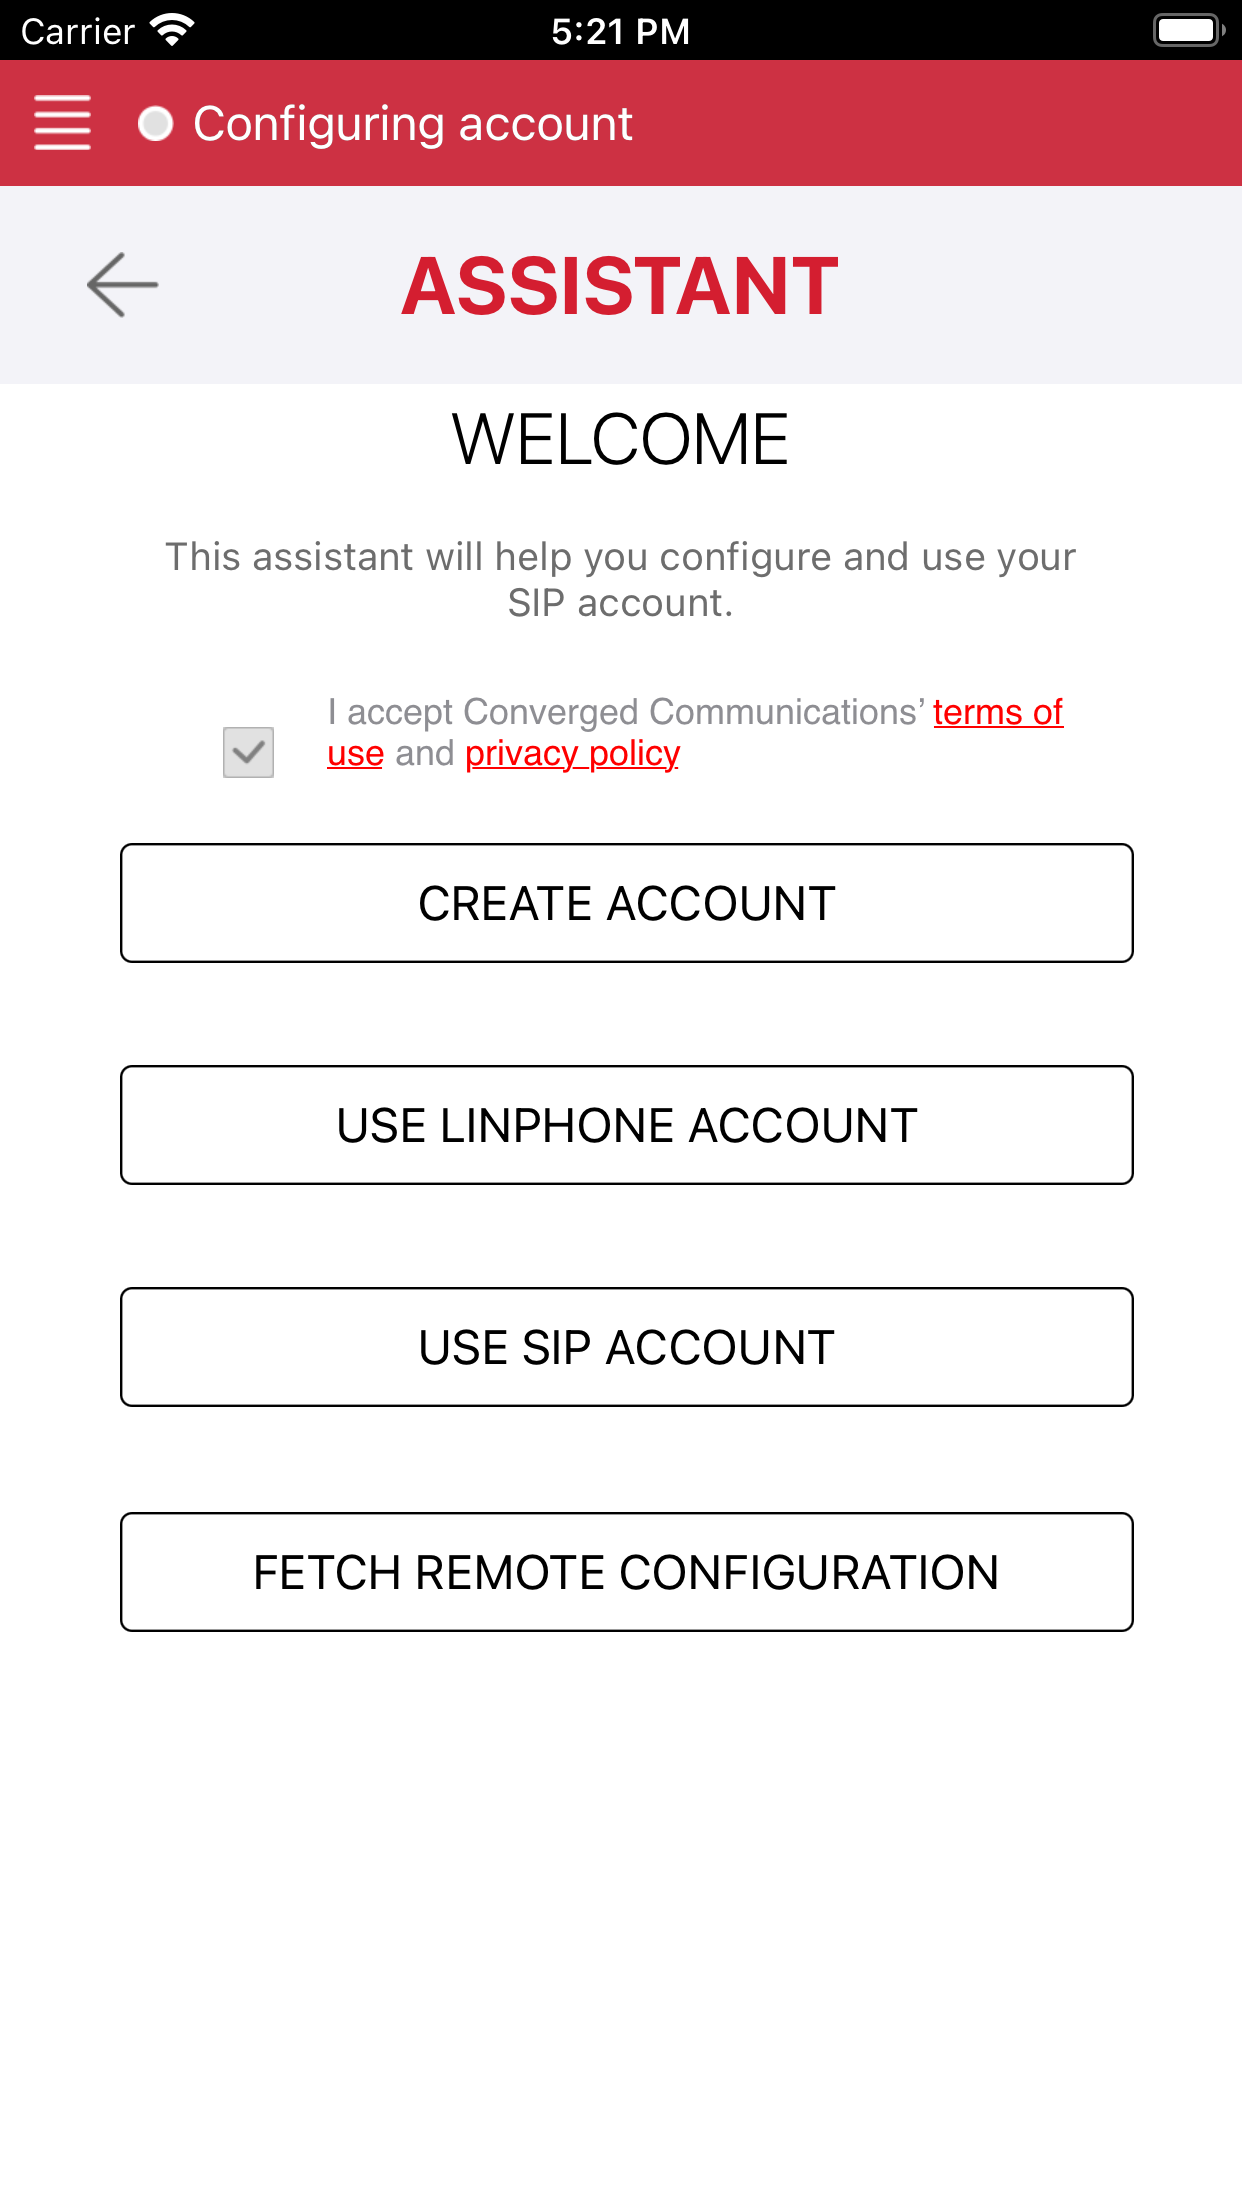 Carrier 5:21 PM
Configuring account
ASSISTANT
WELCOME
This assistant will help you configure and use your
SIP account.
I accept Converged Communications’ terms of
use and privacy policy
CREATE ACCOUNT
USE LINPHONE ACCOUNT
USE SIP ACCOUNT
FETCH REMOTE CONFIGURATION